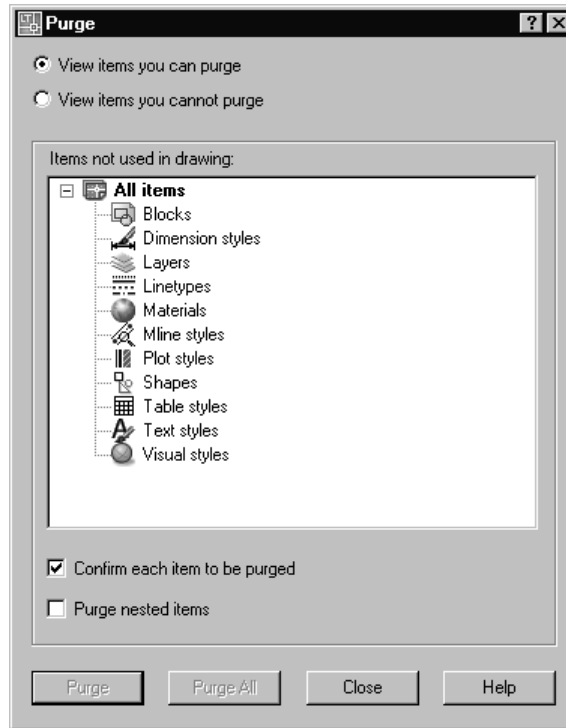 Purge
View items you can purge
View items you cannot purge
Items not used in drawing:
All items
Blocks
Dimension styles
Layers
Linetypes
Materials
Mline styles
Plot styles
Shapes
Table styles
Text styles
Visual styles
Confirm each item to be purged
Purge nested items
Purge Purge All Close Help